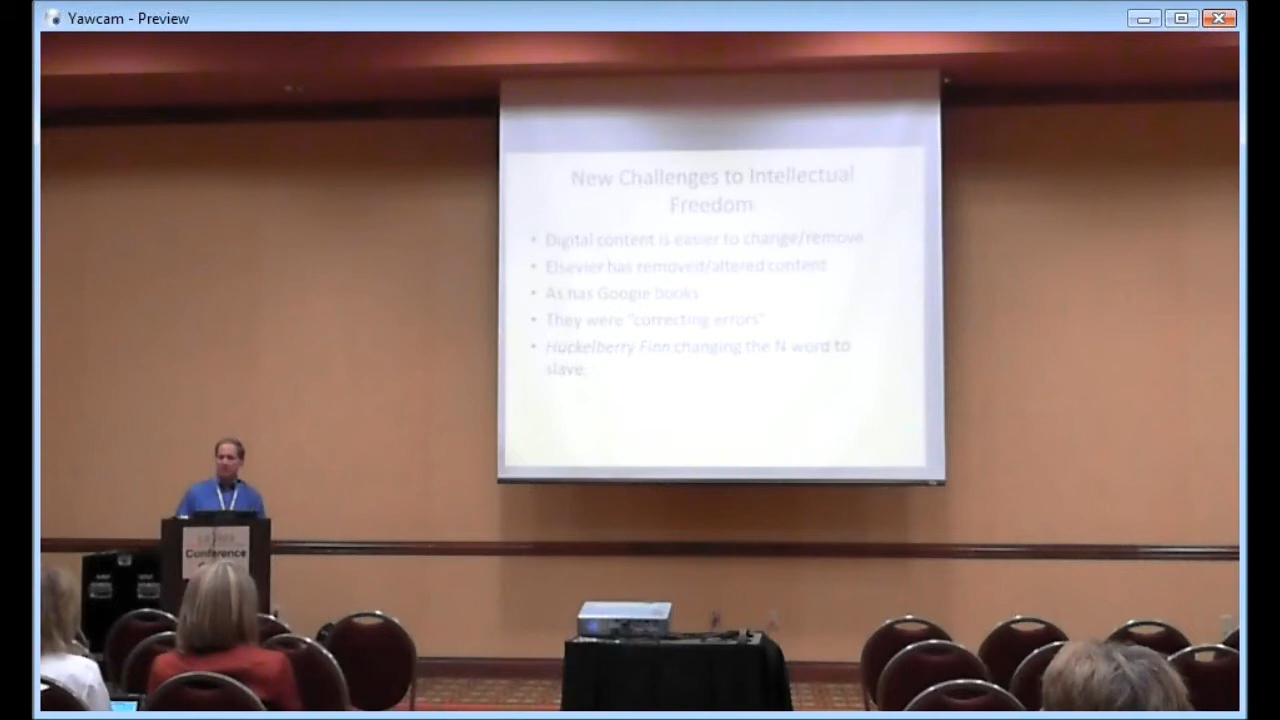 Yawcam - Preview
New Challenges to Intellectual
Freedom
• Digital content is easier to change/remove
• Elsevier has removed/altered content
• As has Google books
• They were "correcting errors"
• Huckelberry Finn changing the N word to
slave.
Conference